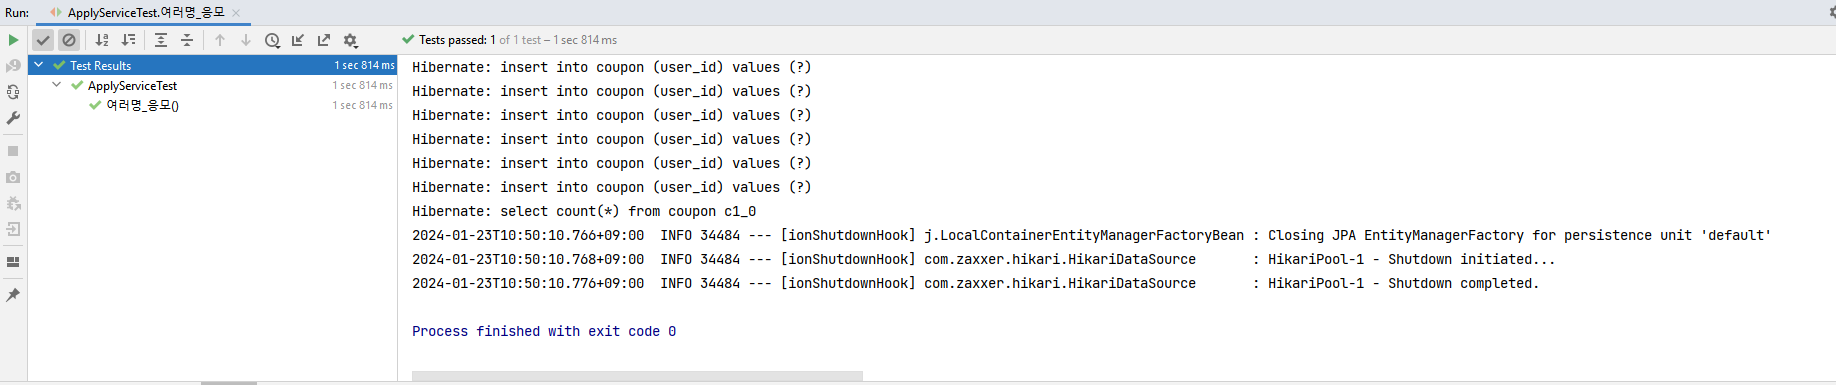 Run: ApplyServiceTest.여러명_응모
Tests passed: 1 of 1 test – 1 sec 814 ms
Test Results 1 sec 814 ms
ApplyServiceTest 1 sec 814 ms
여러명_응모() 1 sec 814 ms
Hibernate: insert into coupon (user_id) values (?)
Hibernate: insert into coupon (user_id) values (?)
Hibernate: insert into coupon (user_id) values (?)
Hibernate: insert into coupon (user_id) values (?)
Hibernate: insert into coupon (user_id) values (?)
Hibernate: insert into coupon (user_id) values (?)
Hibernate: select count(*) from coupon c1_0
2024-01-23T10:50:10.766+09:00  INFO 34484 --- [ionShutdownHook] j.LocalContainerEntityManagerFactoryBean : Closing JPA EntityManagerFactory for persistence unit 'default'
2024-01-23T10:50:10.768+09:00  INFO 34484 --- [ionShutdownHook] com.zaxxer.hikari.HikariDataSource       : HikariPool-1 - Shutdown initiated...
2024-01-23T10:50:10.776+09:00  INFO 34484 --- [ionShutdownHook] com.zaxxer.hikari.HikariDataSource       : HikariPool-1 - Shutdown completed.
Process finished with exit code 0